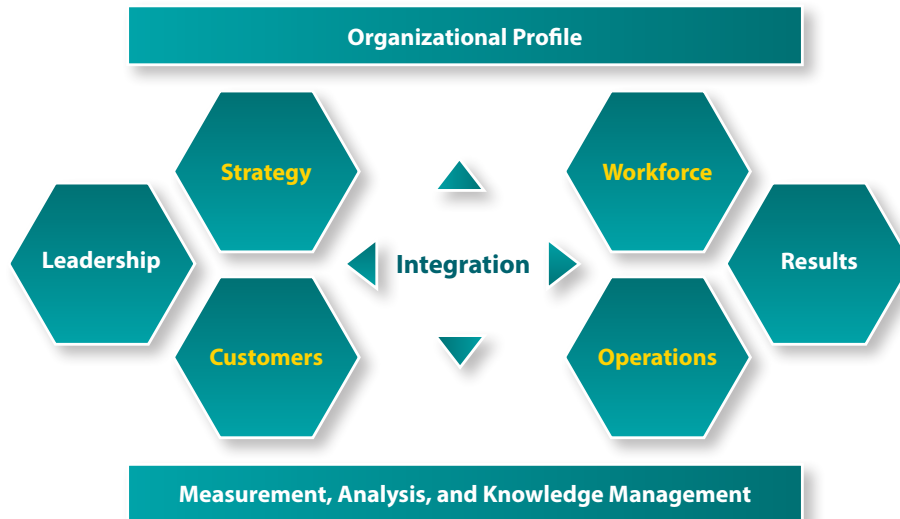 Organizational Profile
Strategy
Workforce
Leadership
Integration
Results
Customers
Operations
Measurement, Analysis, and Knowledge Management